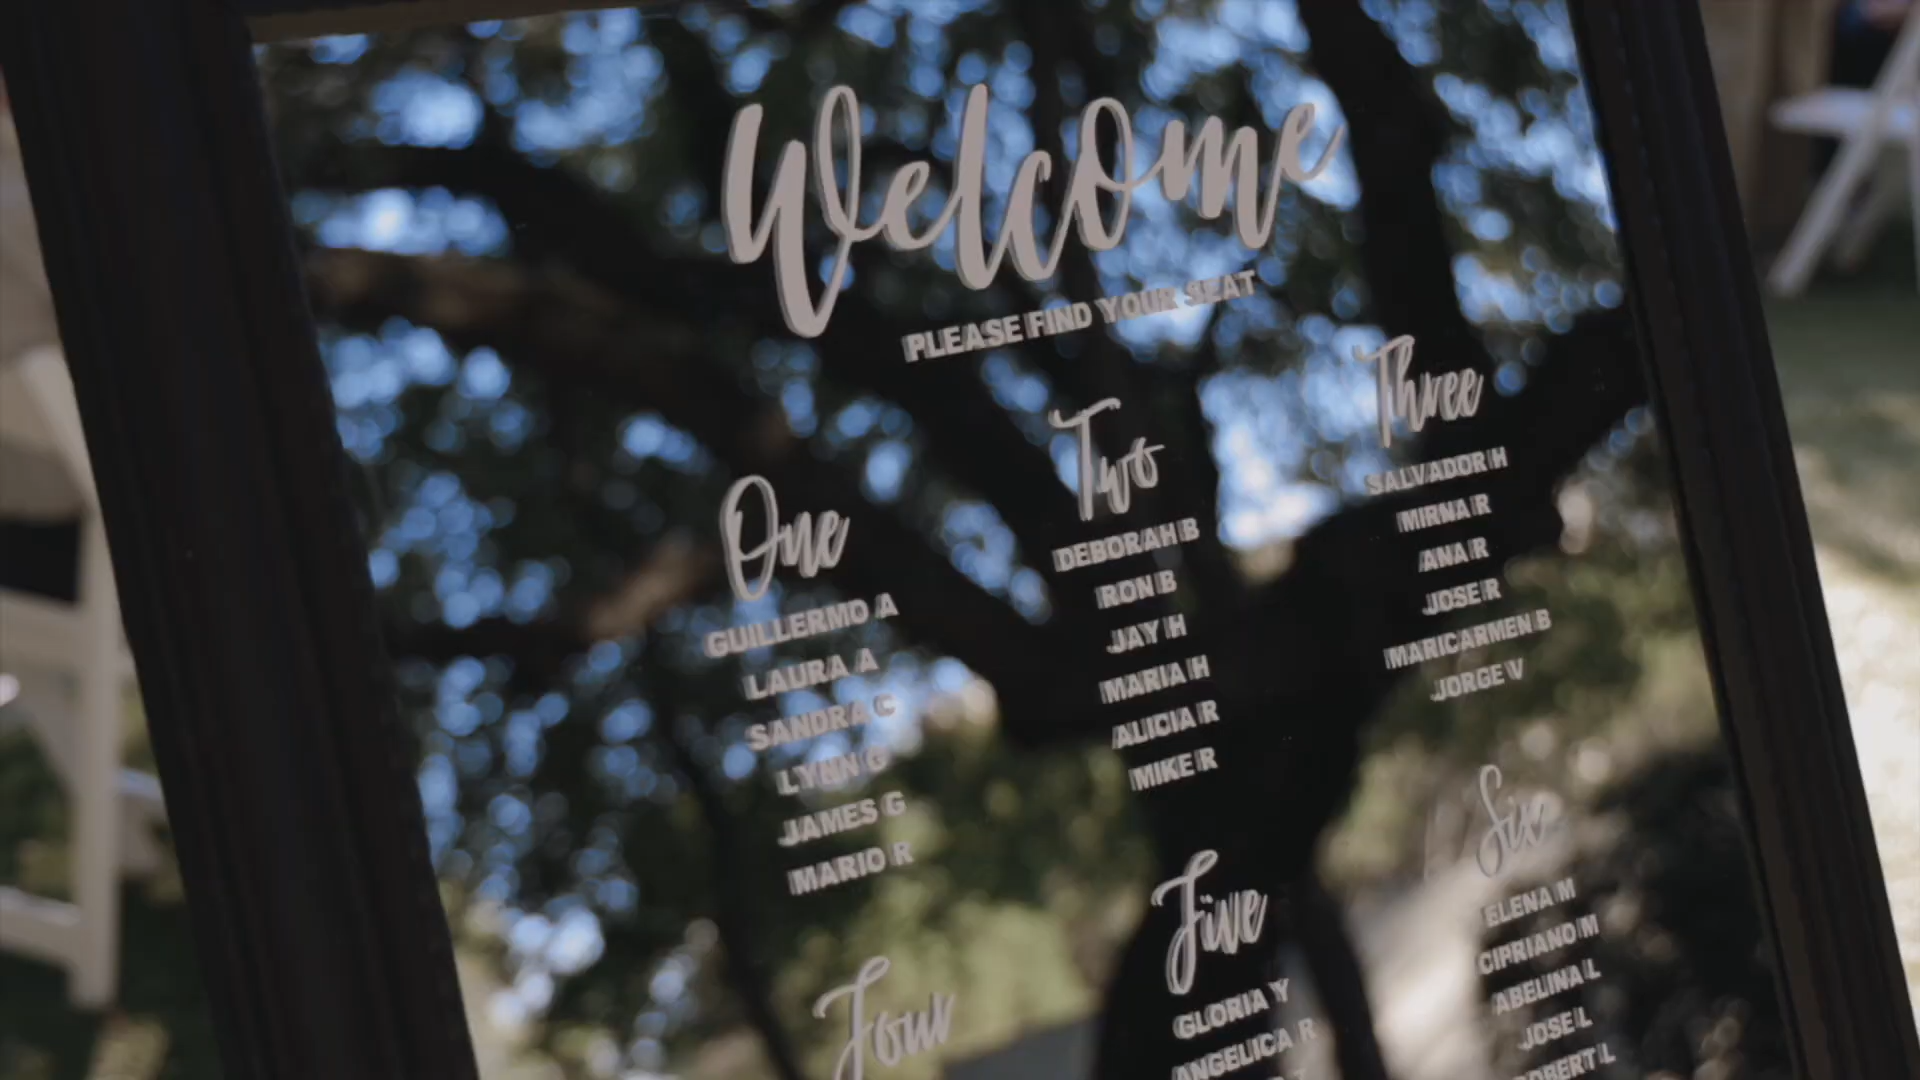 Welcome
PLEASE FIND YOUR SEAT
One
GUILLERMO A
LAURA A
SANDRA C
LYNN G
JAMES G
MARIO R
Two
DEBORAH B
RON B
JAY H
MARIA H
ALICIA R
MIKE R
Three
SALVADOR H
MIRNA R
ANA R
JOSE R
MARICARMEN B
JORGE V
Four
Five
GLORIA Y
ANGELICA R
Six
ELENA M
CIPRIANO M
ABELINA L
JOSE L
ROBERT L